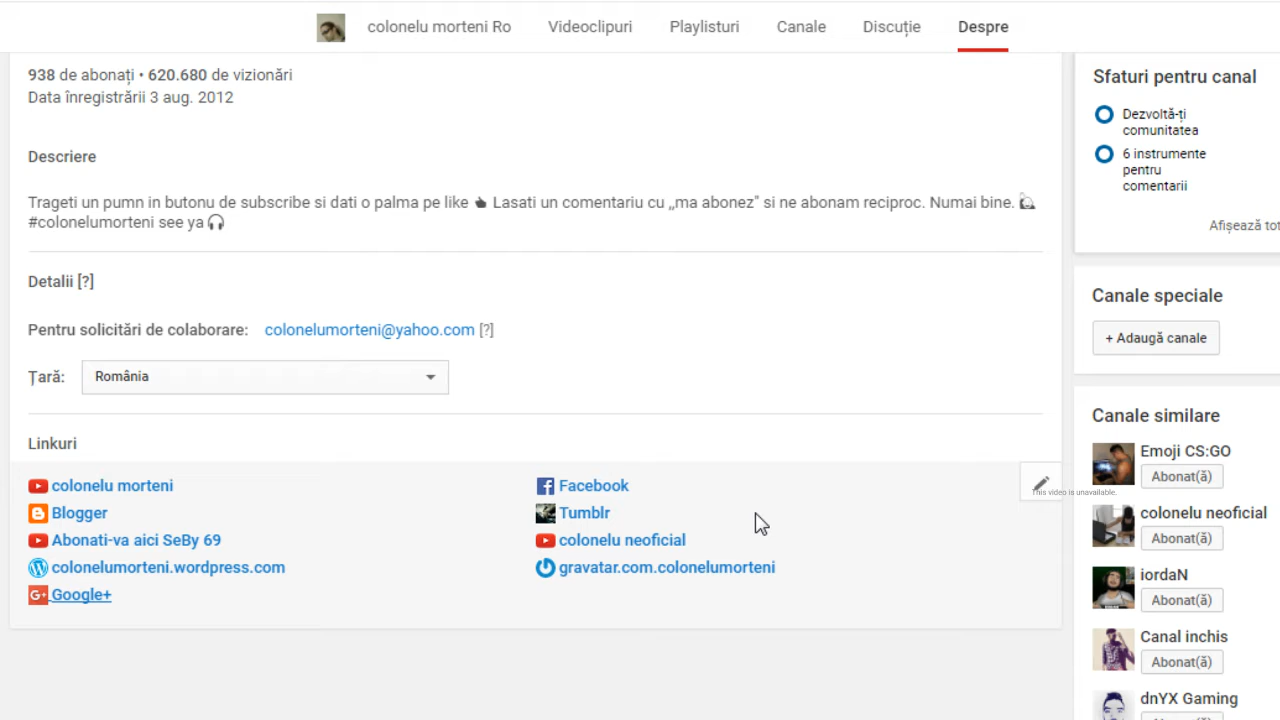 colonelu morteni Ro Videoclipuri Playlisturi Canale Discuție Despre
938 de abonați • 620.680 de vizionări
Data înregistrării 3 aug. 2012
Descriere
Trageti un pumn in butonu de subscribe si dati o palma pe like Lasati un comentariu cu „ma abonez" si ne abonam reciproc. Numai bine.
#colonelumorteni see ya
Detalii [?]
Pentru solicitări de colaborare: colonelumorteni@yahoo.com [?]
Țară: România
Linkuri
colonelu morteni
Facebook
Blogger
Tumblr
Abonati-va aici SeBy 69
colonelu neoficial
colonelumorteni.wordpress.com
gravatar.com.colonelumorteni
Google+
This video is unavailable.
Sfaturi pentru canal
Dezvoltă-ți
comunitatea
6 instrumente
pentru
comentarii
Afișează tot
Canale speciale
+ Adaugă canale
Canale similare
Emoji CS:GO
Abonat(ă)
colonelu neoficial
Abonat(ă)
iordaN
Abonat(ă)
Canal inchis
Abonat(ă)
dnYX Gaming